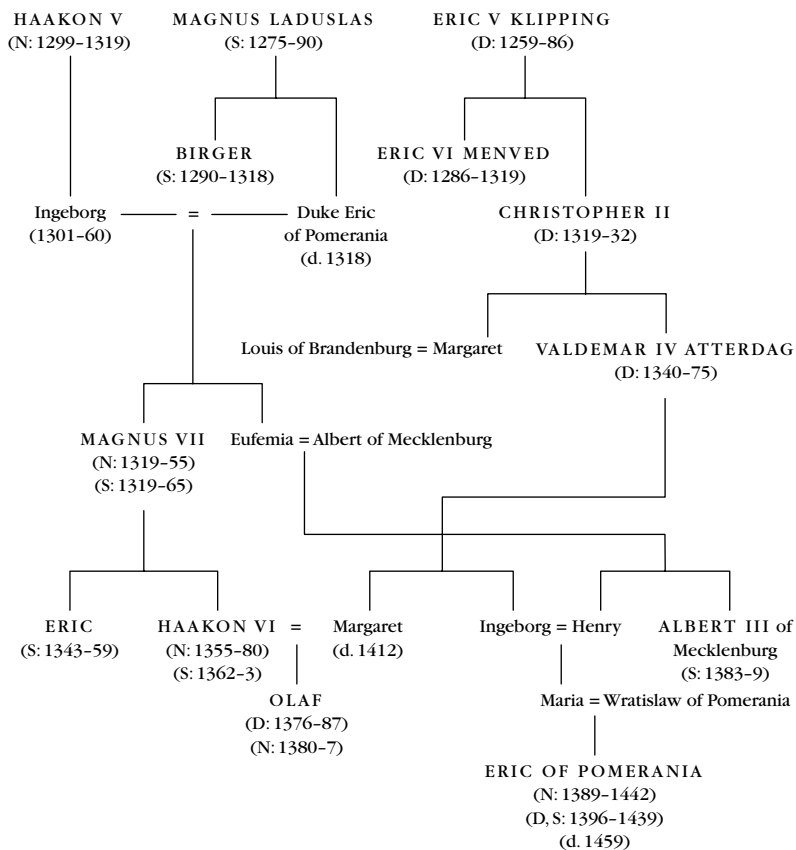 HAAKON V MAGNUS LADUSLAS ERIC V KLIPPING
(N: 1299–1319) (S: 1275–90) (D: 1259–86)
BIRGER ERIC VI MENVED
(S: 1290–1318) (D: 1286–1319)
Ingeborg = Duke Eric CHRISTOPHER II
(1301–60) of Pomerania (D: 1319–32)
(d. 1318)
Louis of Brandenburg = Margaret VALDEMAR IV ATTERDAG
(D: 1340–75)
MAGNUS VII Eufemia = Albert of Mecklenburg
(N: 1319–55)
(S: 1319–65)
ERIC HAAKON VI = Margaret Ingeborg = Henry ALBERT III of
(S: 1343–59) (N: 1355–80) (d. 1412) Mecklenburg
(S: 1362–3) (S: 1383–9)
OLAF Maria = Wratislaw of Pomerania
(D: 1376–87)
(N: 1380–7)
ERIC OF POMERANIA
(N: 1389–1442)
(D, S: 1396–1439)
(d. 1459)